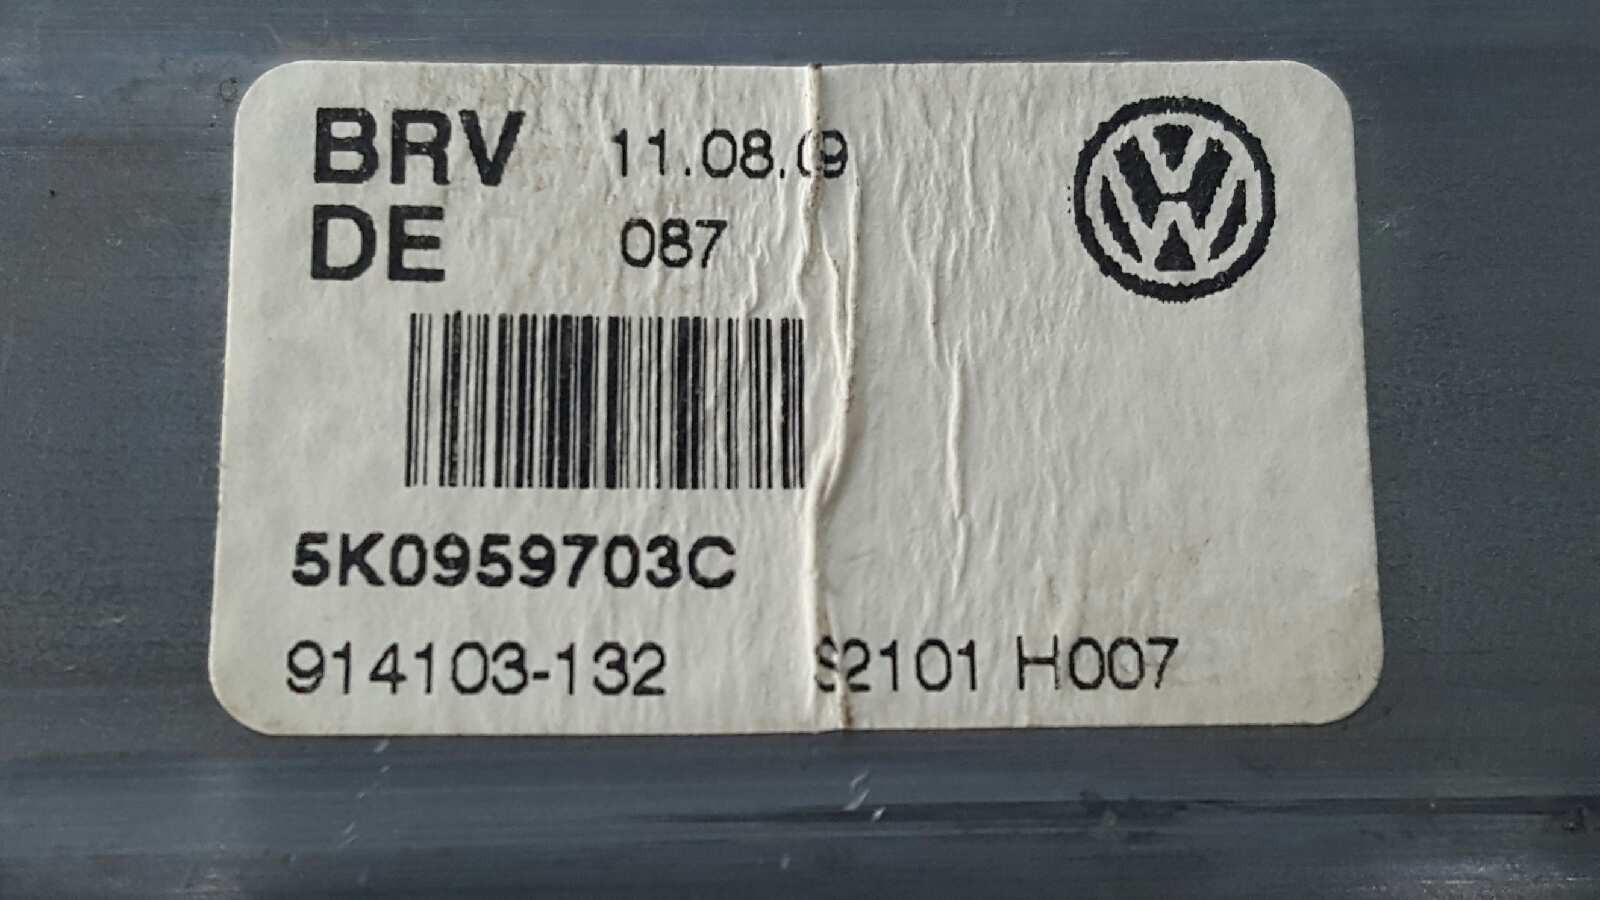 BRV 11.08.09
DE 087
5K0959703C
914103-132 S2101 H007